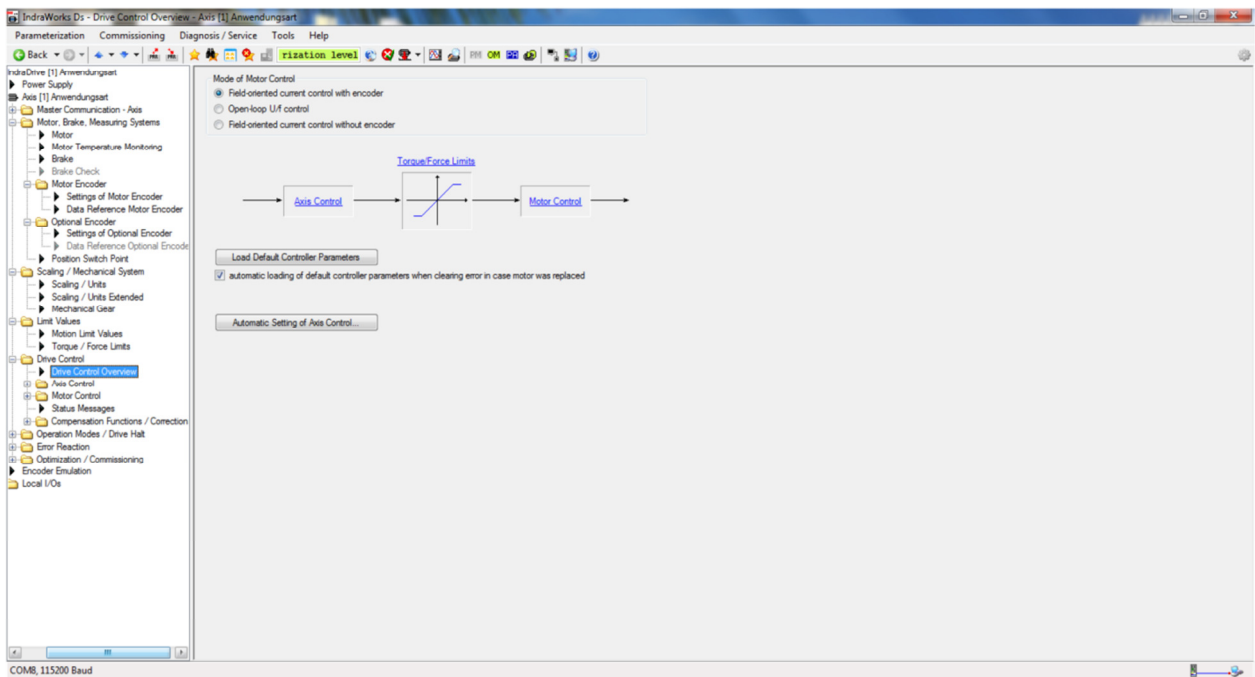 IndraWorks Ds - Drive Control Overview - Axis [1] Anwendungsart
Parameterization Commissioning Diagnosis / Service Tools Help
Back rization level PM OM
IndraDrive [1] Anwendungsart
Power Supply
Axis [1] Anwendungsart
Master Communication - Axis
Motor, Brake, Measuring Systems
Motor
Motor Temperature Monitoring
Brake
Brake Check
Motor Encoder
Settings of Motor Encoder
Data Reference Motor Encoder
Optional Encoder
Settings of Optional Encoder
Data Reference Optional Encode
Position Switch Point
Scaling / Mechanical System
Scaling / Units
Scaling / Units Extended
Mechanical Gear
Limit Values
Motion Limit Values
Torque / Force Limits
Drive Control
Drive Control Overview
Axis Control
Motor Control
Status Messages
Compensation Functions / Correction
Operation Modes / Drive Halt
Error Reaction
Optimization / Commissioning
Encoder Emulation
Local I/Os
Mode of Motor Control
Field-oriented current control with encoder
Open-loop U/f control
Field-oriented current control without encoder
Torque/Force Limits
Axis Control
Motor Control
Load Default Controller Parameters
automatic loading of default controller parameters when clearing error in case motor was replaced
Automatic Setting of Axis Control...
COM8, 115200 Baud